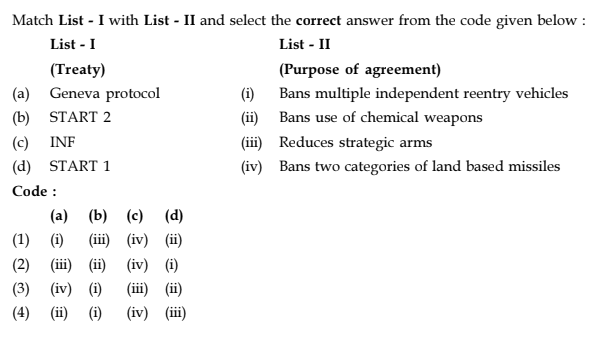 Match List - I with List - II and select the correct answer from the code given below :
List - I List - II
(Treaty) (Purpose of agreement)
(a) Geneva protocol (i) Bans multiple independent reentry vehicles
(b) START 2 (ii) Bans use of chemical weapons
(c) INF (iii) Reduces strategic arms
(d) START 1 (iv) Bans two categories of land based missiles
Code :
(a) (b) (c) (d)
(1) (i) (iii) (iv) (ii)
(2) (iii) (ii) (iv) (i)
(3) (iv) (i) (iii) (ii)
(4) (ii) (i) (iv) (iii)